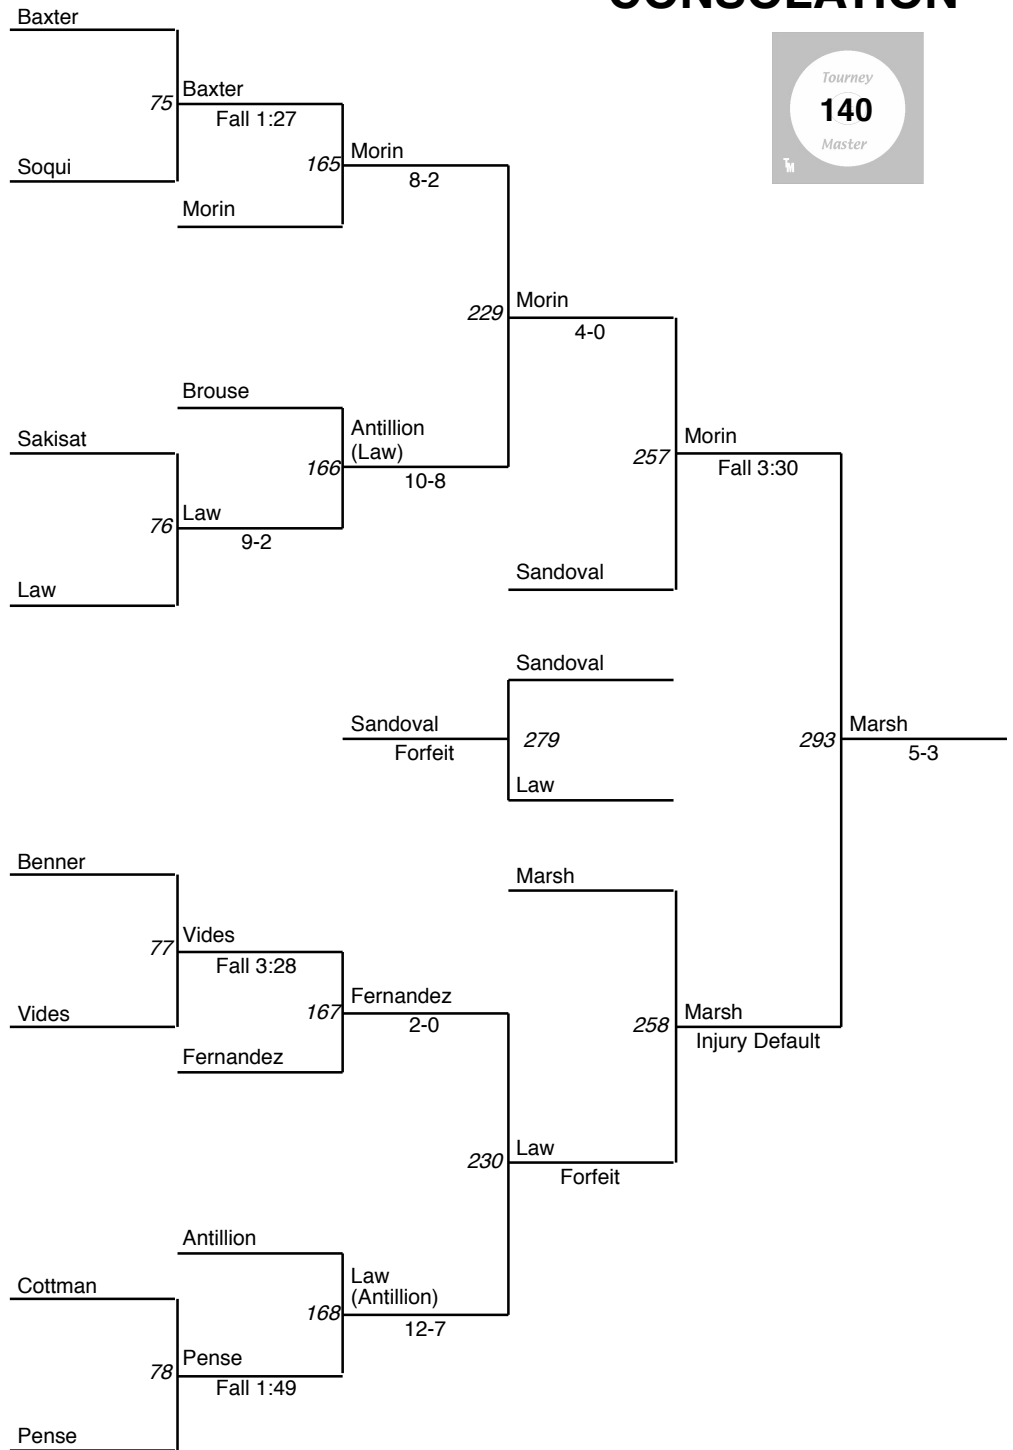 CONSOLATION
Baxter
Tourney
140
Master
TM
75
Baxter
Fall 1:27
Soqui
165
Morin
8-2
Morin
229
Morin
4-0
Brouse
Sakisat
166
Antillion
(Law)
10-8
257
Morin
Fall 3:30
76
Law
9-2
Law
Sandoval
Sandoval
Sandoval
Forfeit
279
Law
293
Marsh
5-3
Benner
Marsh
77
Vides
Fall 3:28
Vides
167
Fernandez
2-0
Fernandez
258
Marsh
Injury Default
230
Law
Forfeit
Antillion
Cottman
168
Law
(Antillion)
12-7
78
Pense
Fall 1:49
Pense